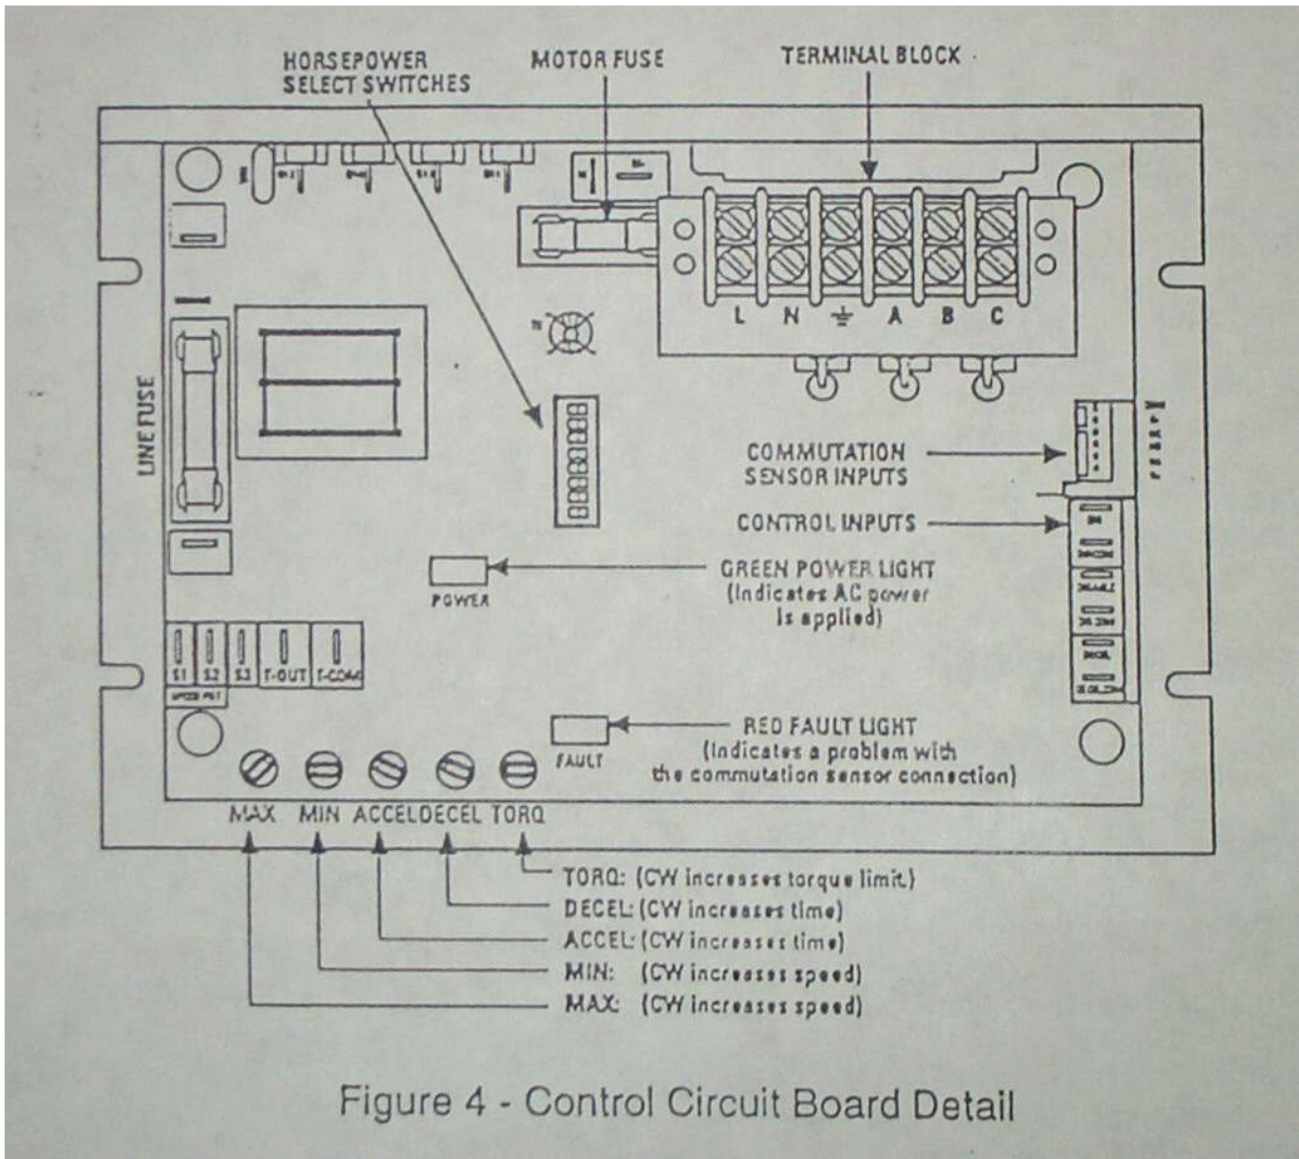 HORSEPOWER
SELECT SWITCHES
MOTOR FUSE
TERMINAL BLOCK
L N A B C
LINE FUSE
COMMUTATION
SENSOR INPUTS
CONTROL INPUTS
GREEN POWER LIGHT
(Indicates AC power
is applied)
POWER
S1 S2 S3 T-OUT T-COM
RED FAULT LIGHT
(Indicates a problem with
the commutation sensor connection)
FAULT
MAX MIN ACCEL DECEL TORQ
TORQ: (CW increases torque limit)
DECEL: (CW increases time)
ACCEL: (CW increases time)
MIN: (CW increases speed)
MAX: (CW increases speed)
Figure 4 - Control Circuit Board Detail